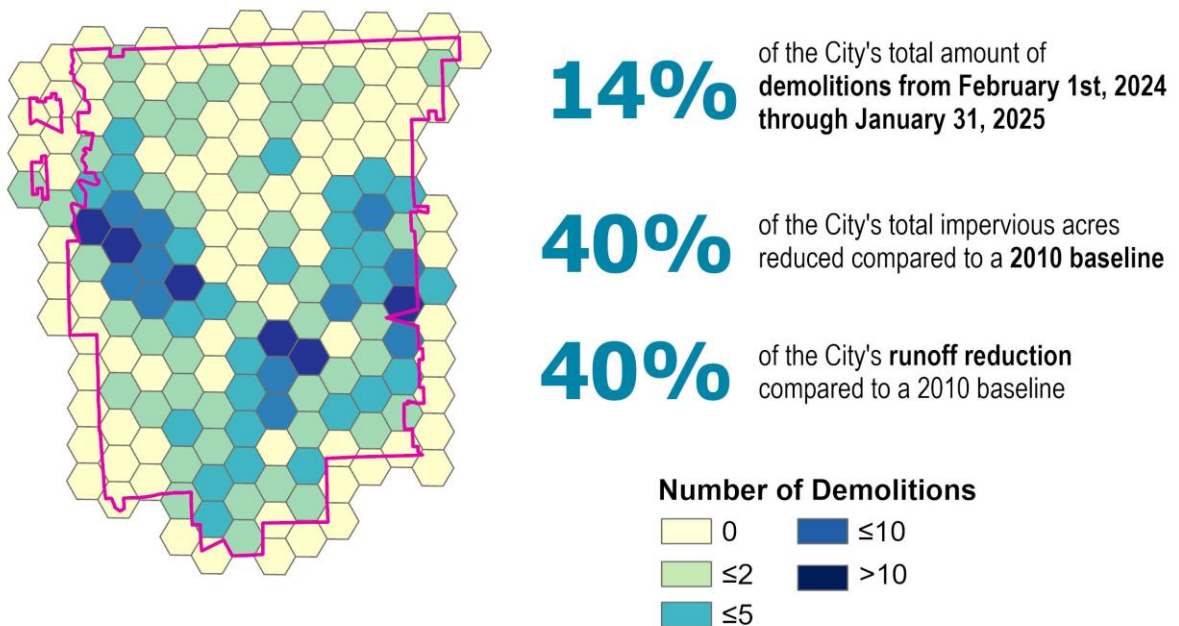 14%
of the City's total amount of
demolitions from February 1st, 2024
through January 31, 2025
40%
of the City's total impervious acres
reduced compared to a 2010 baseline
40%
of the City's runoff reduction
compared to a 2010 baseline
Number of Demolitions
0
≤2
≤5
≤10
>10